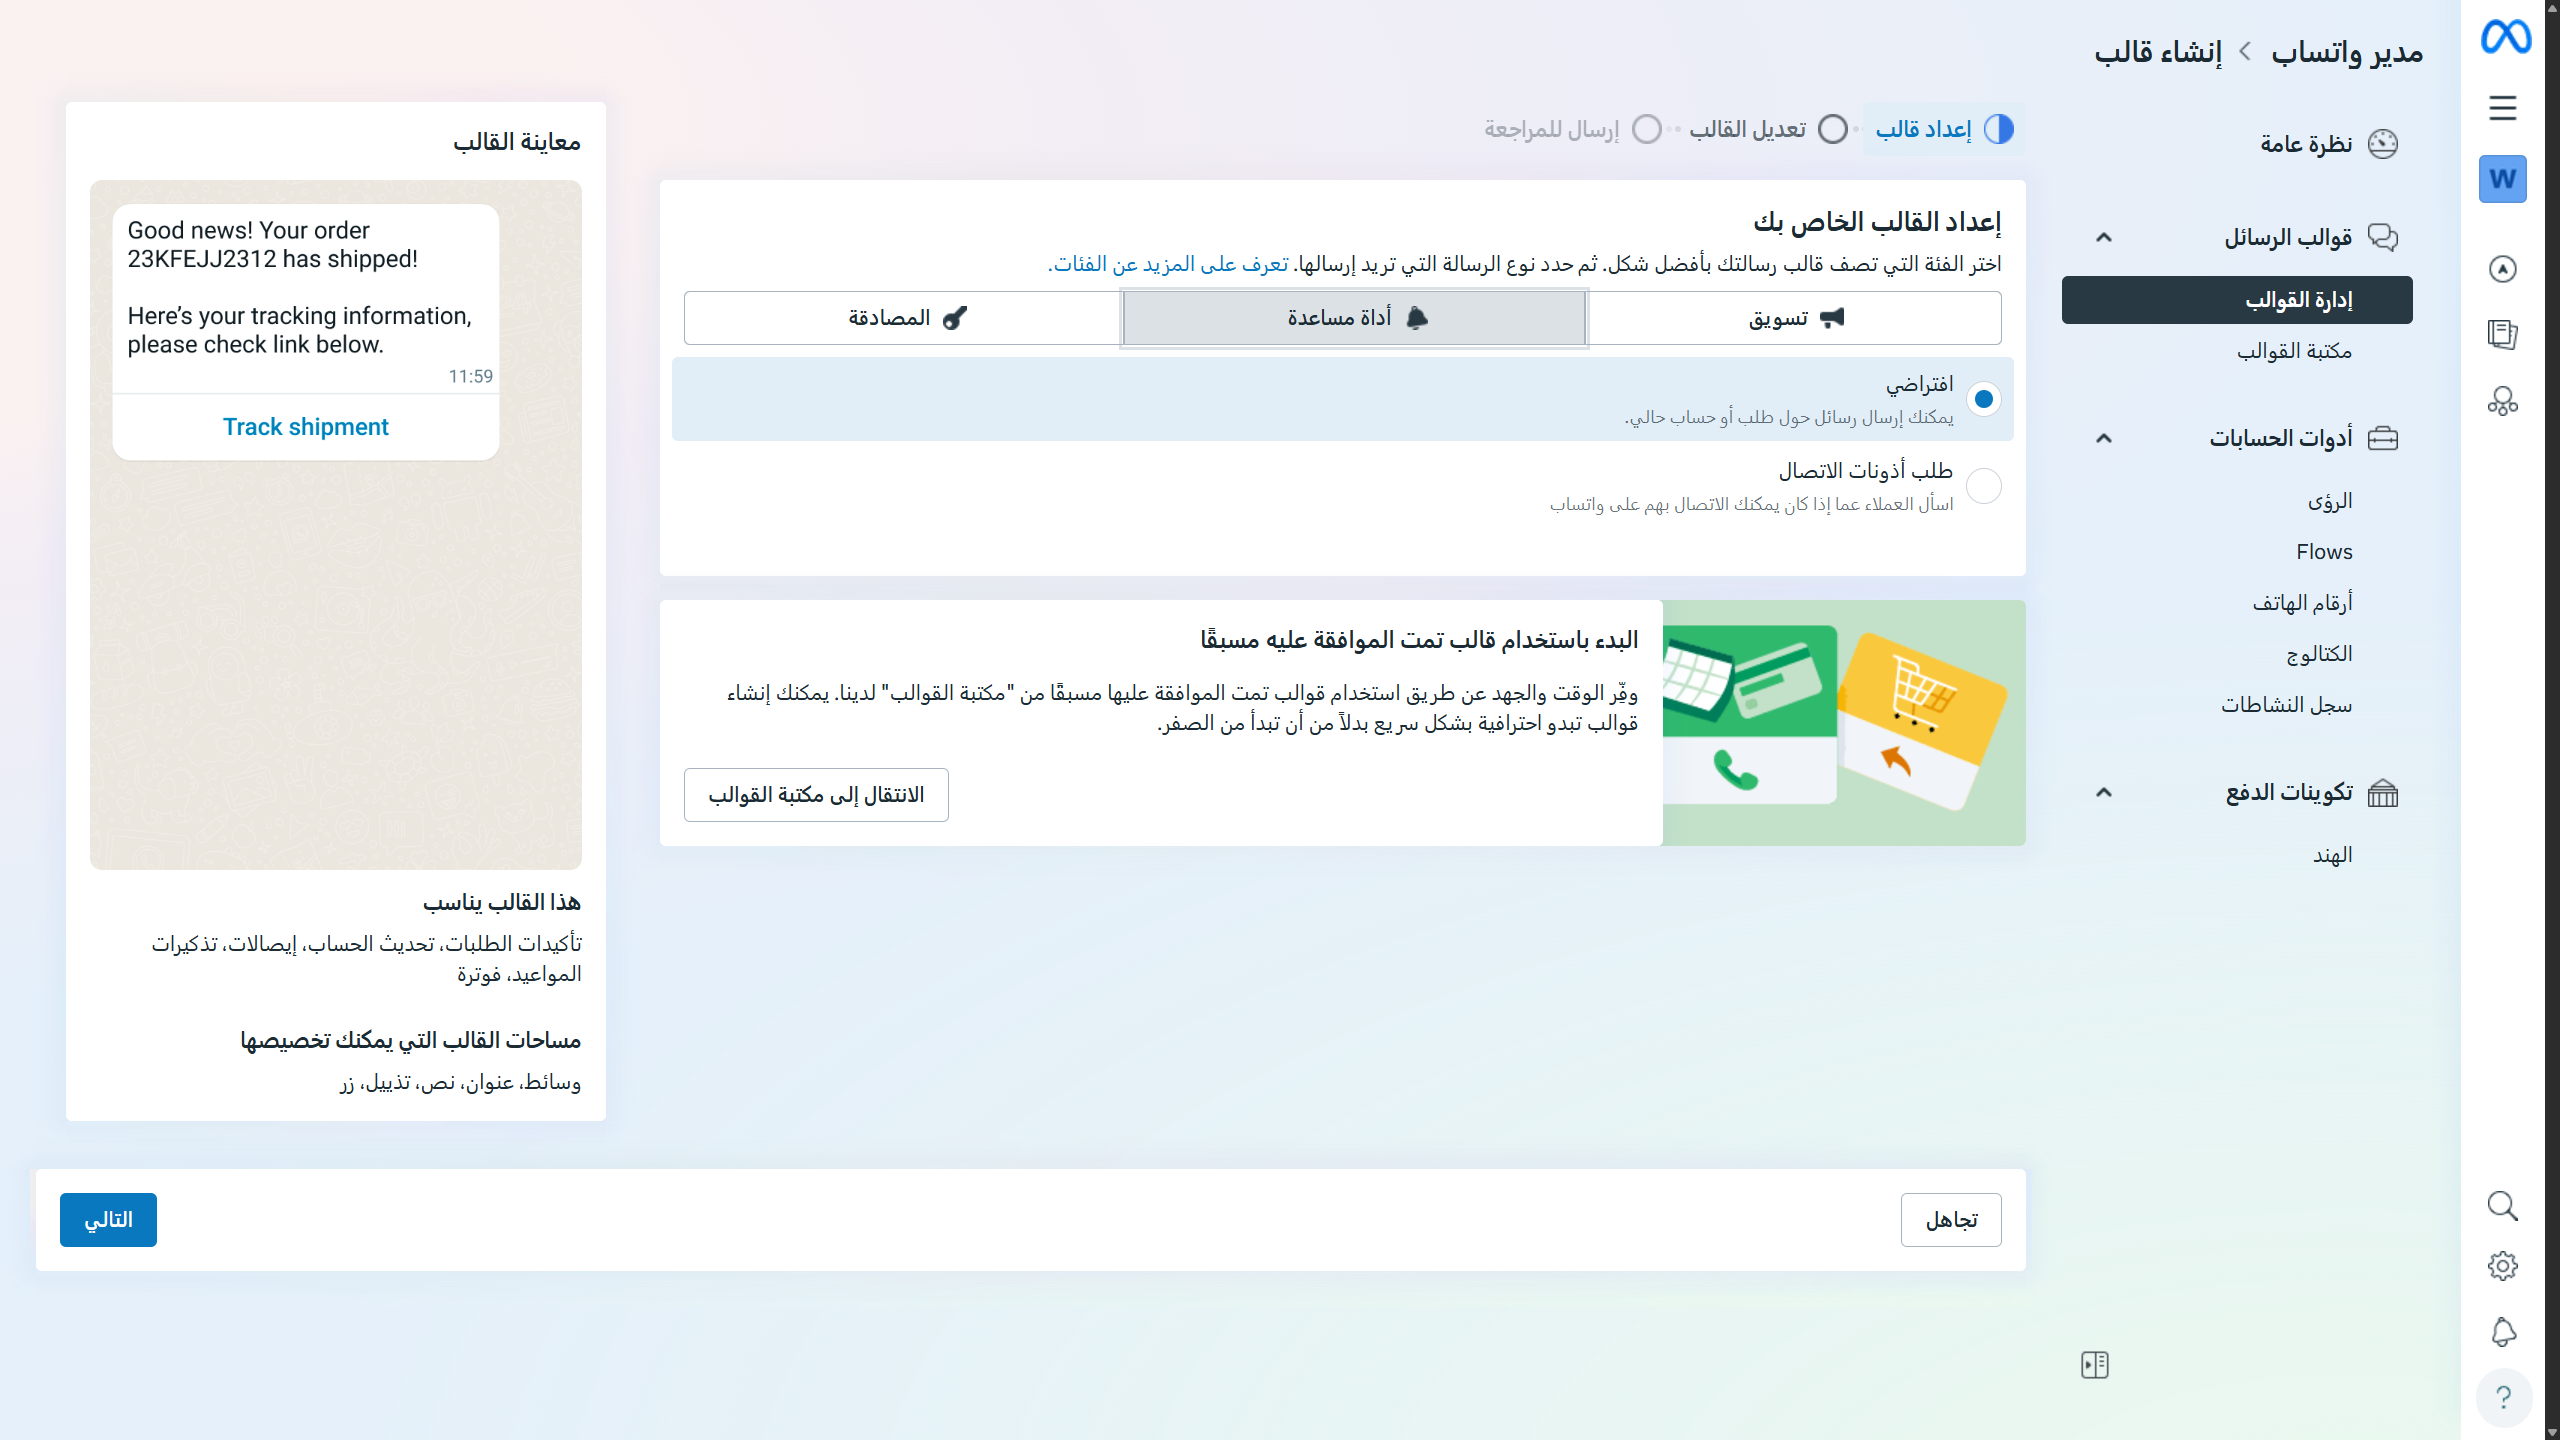 مدير واتساب
إنشاء قالب
W
نظرة عامة
قوالب الرسائل
إدارة القوالب
مكتبة القوالب
أدوات الحسابات
الرؤى
Flows
أرقام الهاتف
الكتالوج
سجل النشاطات
تكوينات الدفع
الهند
إعداد قالب
تعديل القالب
إرسال للمراجعة
إعداد القالب الخاص بك
اختر الفئة التي تصف قالب رسالتك بأفضل شكل. ثم حدد نوع الرسالة التي تريد إرسالها. تعرف على المزيد عن الفئات.
تسويق
أداة مساعدة
المصادقة
افتراضي
يمكنك إرسال رسائل حول طلب أو حساب حالي.
طلب أذونات الاتصال
اسأل العملاء عما إذا كان يمكنك الاتصال بهم على واتساب
البدء باستخدام قالب تمت الموافقة عليه مسبقًا
وفِّر الوقت والجهد عن طريق استخدام قوالب تمت الموافقة عليها مسبقًا من "مكتبة القوالب" لدينا. يمكنك إنشاء
قوالب تبدو احترافية بشكل سريع بدلاً من أن تبدأ من الصفر.
الانتقال إلى مكتبة القوالب
معاينة القالب
Good news! Your order
23KFEJJ2312 has shipped!
Here’s your tracking information,
please check link below.
11:59
Track shipment
هذا القالب يناسب
تأكيدات الطلبات، تحديث الحساب، إيصالات، تذكيرات
المواعيد، فوترة
مساحات القالب التي يمكنك تخصيصها
وسائط، عنوان، نص، تذييل، زر
تجاهل
التالي
?